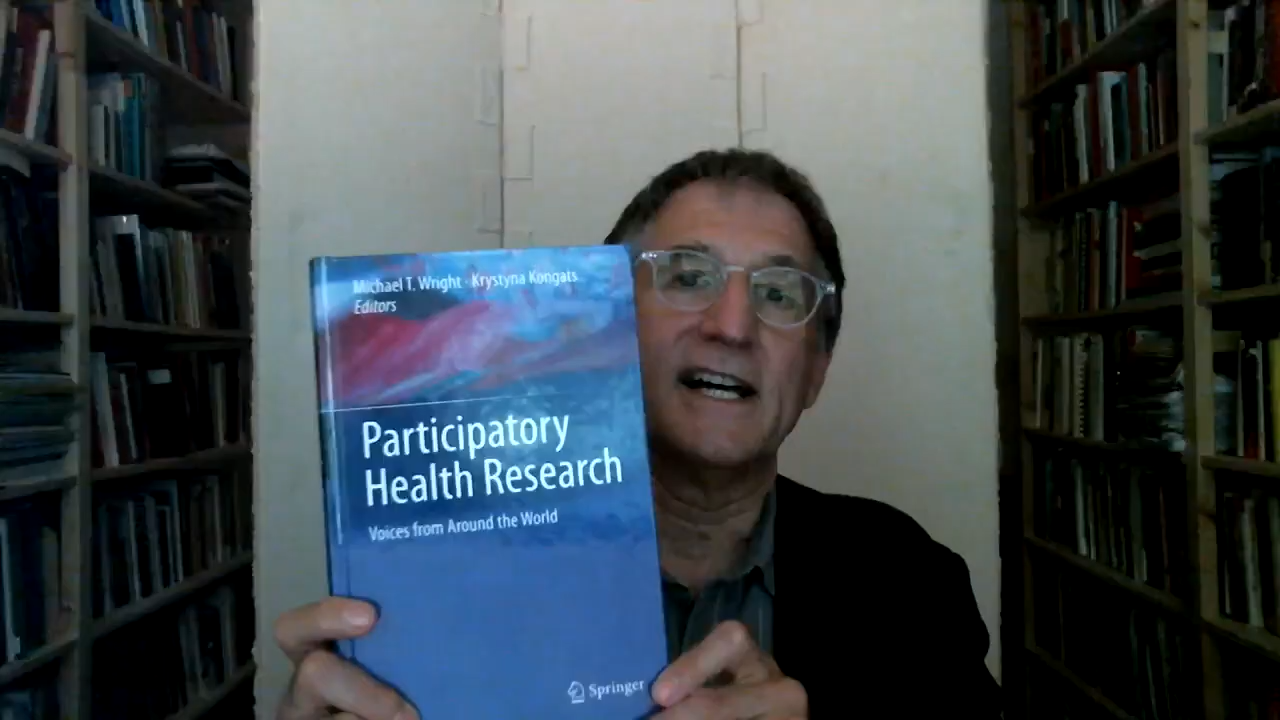 Michael T. Wright · Krystyna Kongats
Editors
Participatory
Health Research
Voices from Around the World
Springer